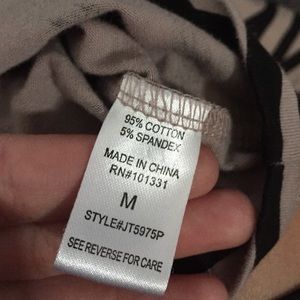 95% COTTON
5% SPANDEX
MADE IN CHINA
RN#101331
M
STYLE#JT5975P
SEE REVERSE FOR CARE